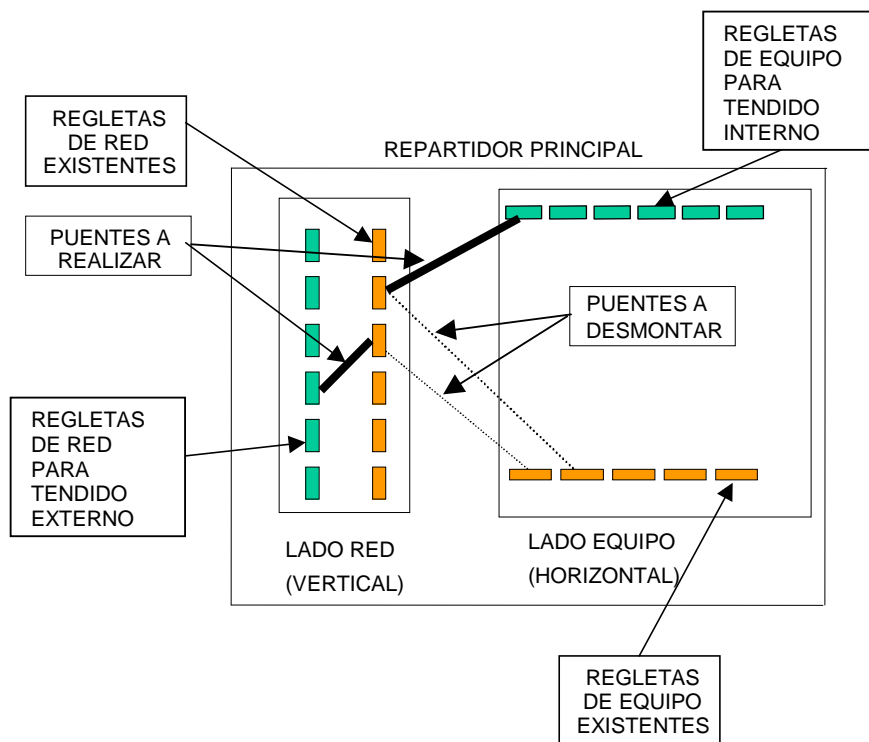 REGLETAS
DE EQUIPO
PARA
TENDIDO
INTERNO
REGLETAS
DE RED
EXISTENTES
REPARTIDOR PRINCIPAL
PUENTES A
REALIZAR
PUENTES A
DESMONTAR
REGLETAS
DE RED
PARA
TENDIDO
EXTERNO
LADO RED
(VERTICAL)
LADO EQUIPO
(HORIZONTAL)
REGLETAS
DE EQUIPO
EXISTENTES